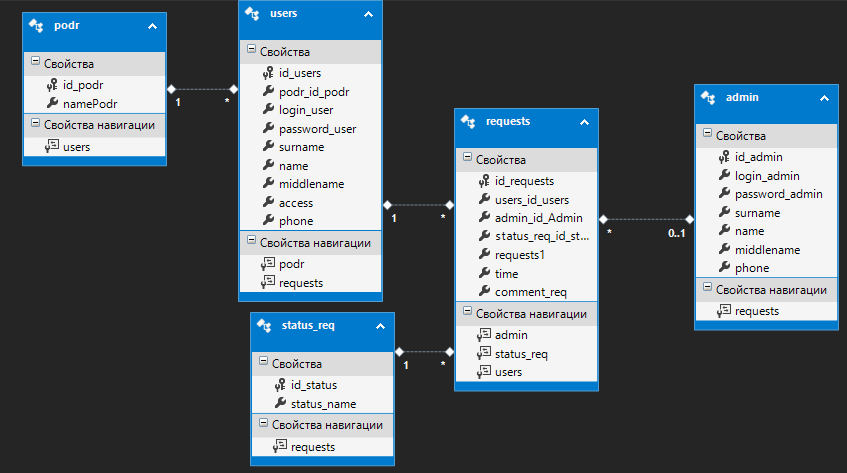 podr
Свойства
id_podr
namePodr
Свойства навигации
users
1
*
users
Свойства
id_users
podr_id_podr
login_user
password_user
surname
name
middlename
access
phone
Свойства навигации
podr
requests
1
*
status_req
Свойства
id_status
status_name
Свойства навигации
requests
1
*
requests
Свойства
id_requests
users_id_users
admin_id_Admin
status_req_id_st...
requests1
time
comment_req
Свойства навигации
admin
status_req
users
*
0..1
admin
Свойства
id_admin
login_admin
password_admin
surname
name
middlename
phone
Свойства навигации
requests